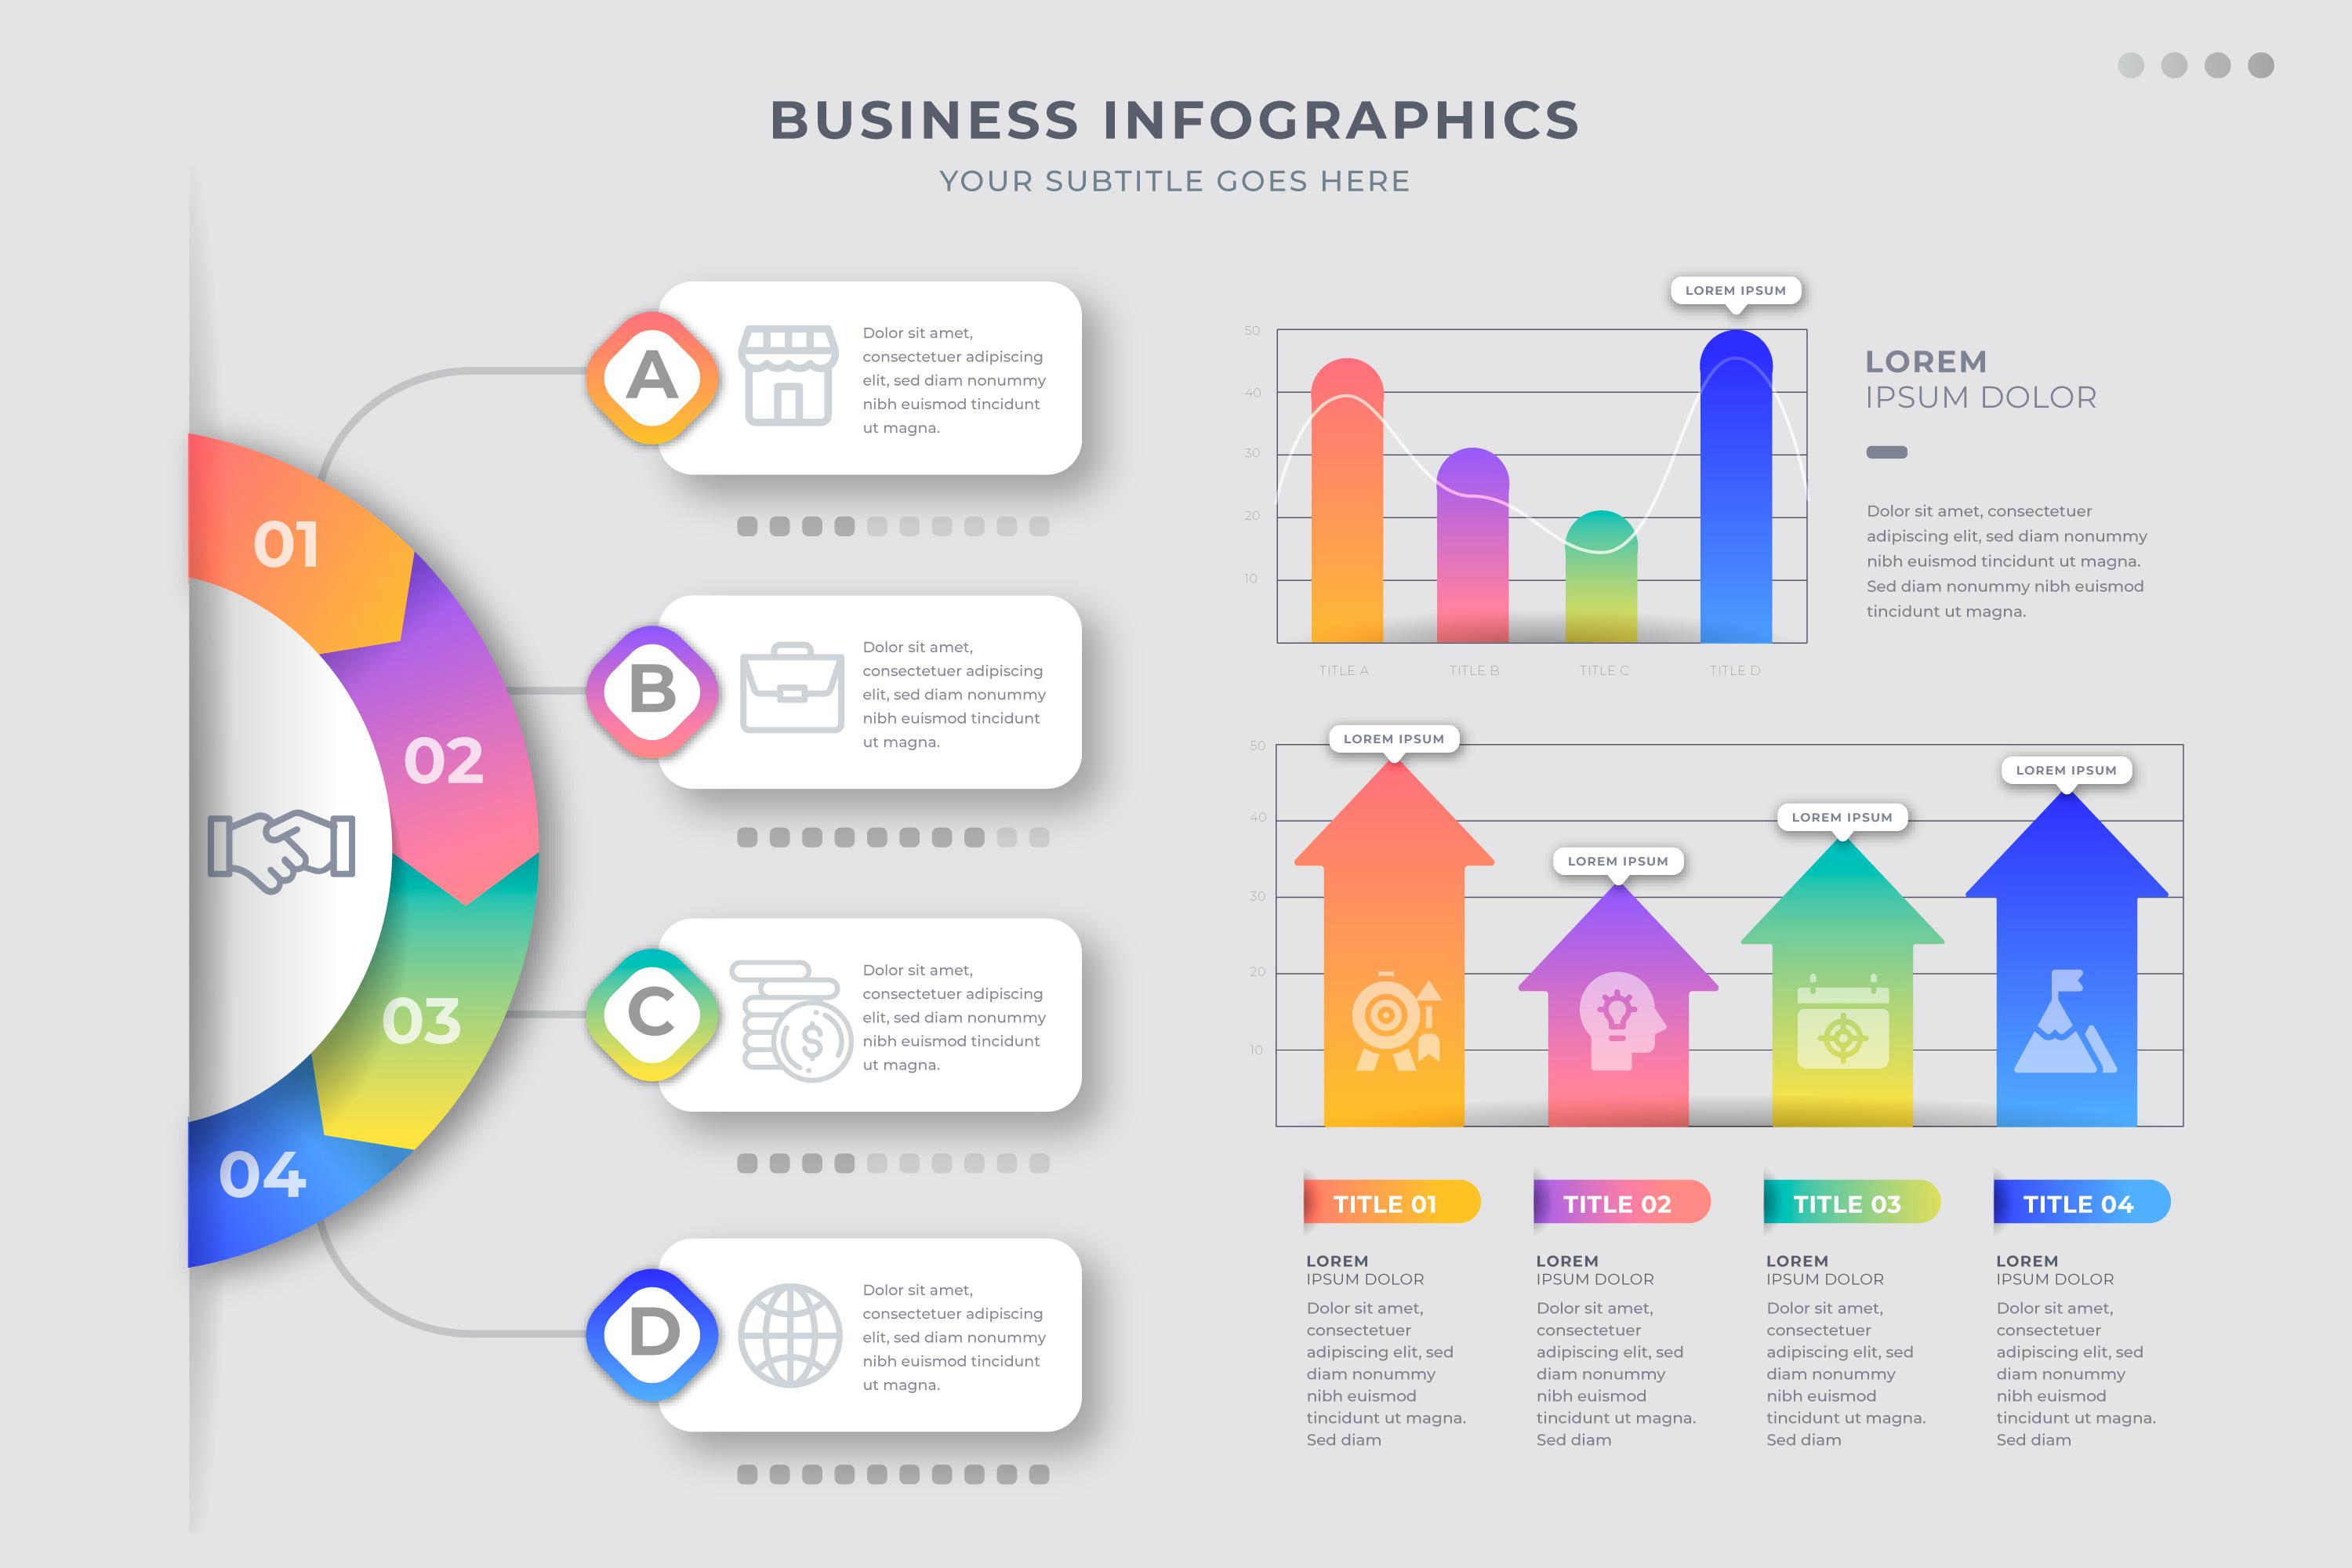 BUSINESS INFOGRAPHICS
YOUR SUBTITLE GOES HERE
01
02
03
04
A
Dolor sit amet,
consectetuer adipiscing
elit, sed diam nonummy
nibh euismod tincidunt
ut magna.
B
Dolor sit amet,
consectetuer adipiscing
elit, sed diam nonummy
nibh euismod tincidunt
ut magna.
C
$
Dolor sit amet,
consectetuer adipiscing
elit, sed diam nonummy
nibh euismod tincidunt
ut magna.
D
Dolor sit amet,
consectetuer adipiscing
elit, sed diam nonummy
nibh euismod tincidunt
ut magna.
LOREM IPSUM
50
40
30
20
10
TITLE A TITLE B TITLE C TITLE D
LOREM
IPSUM DOLOR
Dolor sit amet, consectetuer
adipiscing elit, sed diam nonummy
nibh euismod tincidunt ut magna.
Sed diam nonummy nibh euismod
tincidunt ut magna.
LOREM IPSUM
LOREM IPSUM
LOREM IPSUM
LOREM IPSUM
50
40
30
20
10
TITLE 01
LOREM
IPSUM DOLOR
Dolor sit amet,
consectetuer
adipiscing elit, sed
diam nonummy
nibh euismod
tincidunt ut magna.
Sed diam
TITLE 02
LOREM
IPSUM DOLOR
Dolor sit amet,
consectetuer
adipiscing elit, sed
diam nonummy
nibh euismod
tincidunt ut magna.
Sed diam
TITLE 03
LOREM
IPSUM DOLOR
Dolor sit amet,
consectetuer
adipiscing elit, sed
diam nonummy
nibh euismod
tincidunt ut magna.
Sed diam
TITLE 04
LOREM
IPSUM DOLOR
Dolor sit amet,
consectetuer
adipiscing elit, sed
diam nonummy
nibh euismod
tincidunt ut magna.
Sed diam